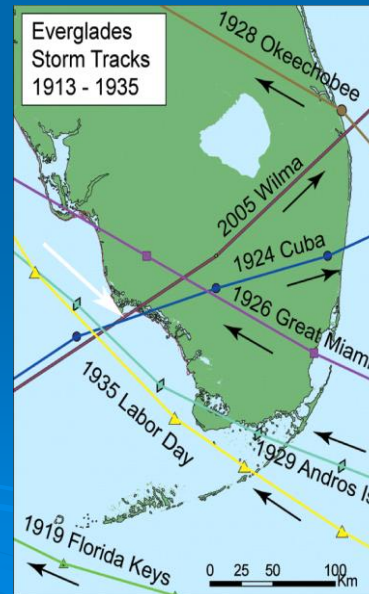 Everglades
Storm Tracks
1913 - 1935
1928 Okeechobee
2005 Wilma
1924 Cuba
1926 Great Miami
1935 Labor Day
1929 Andros Is
1919 Florida Keys
0 25 50 100
Km